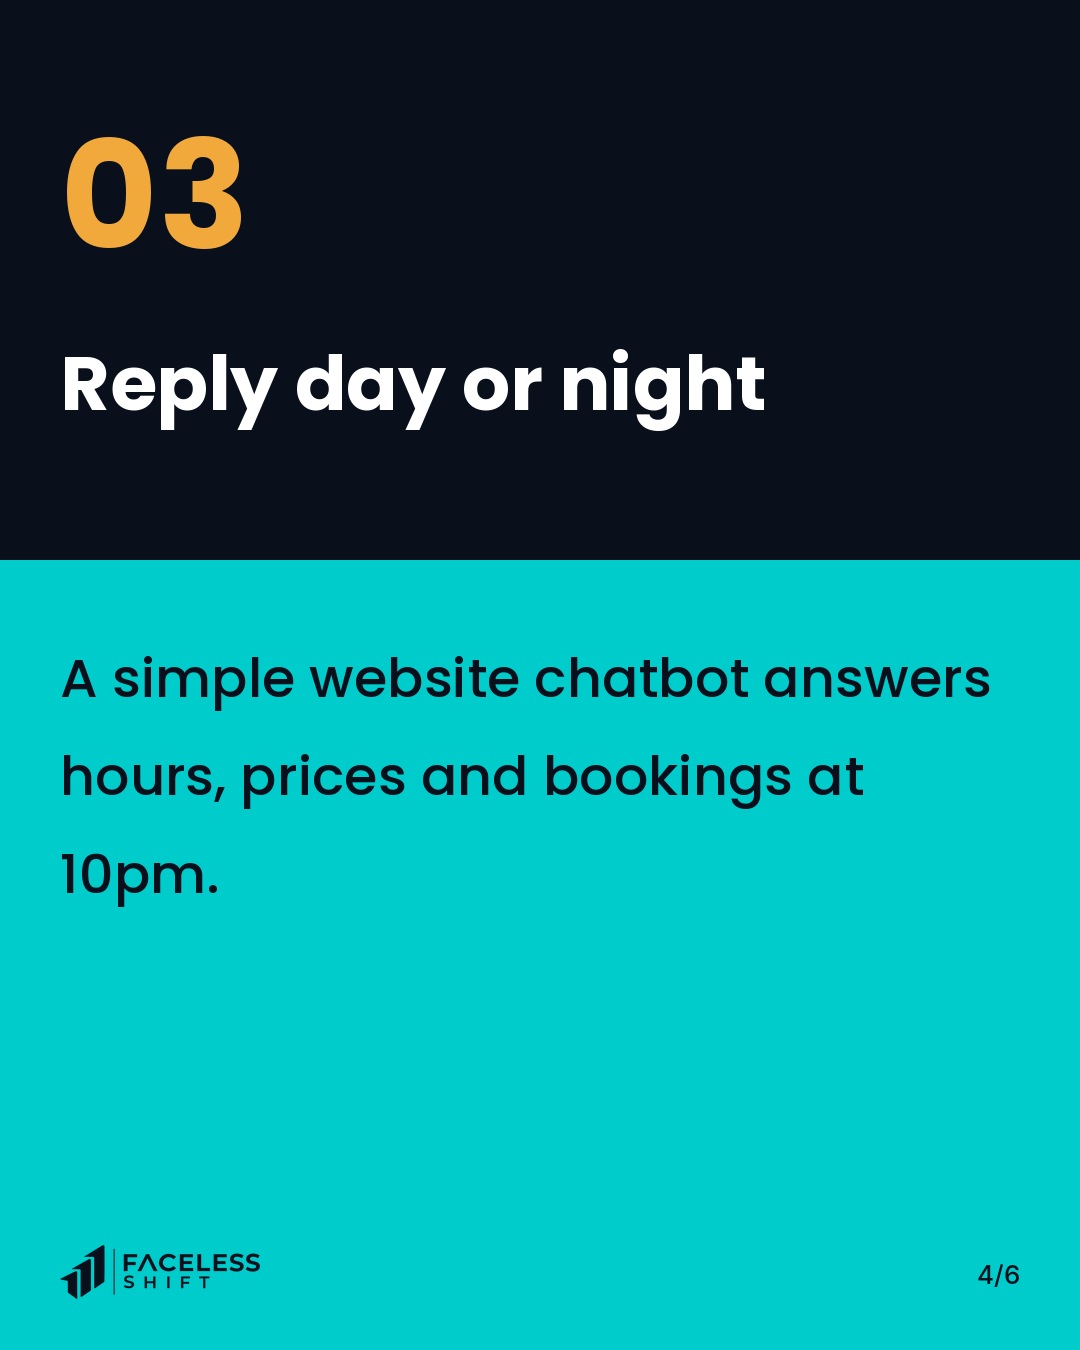 03
Reply day or night
A simple website chatbot answers
hours, prices and bookings at
10pm.
FACELESS
SHIFT
4/6